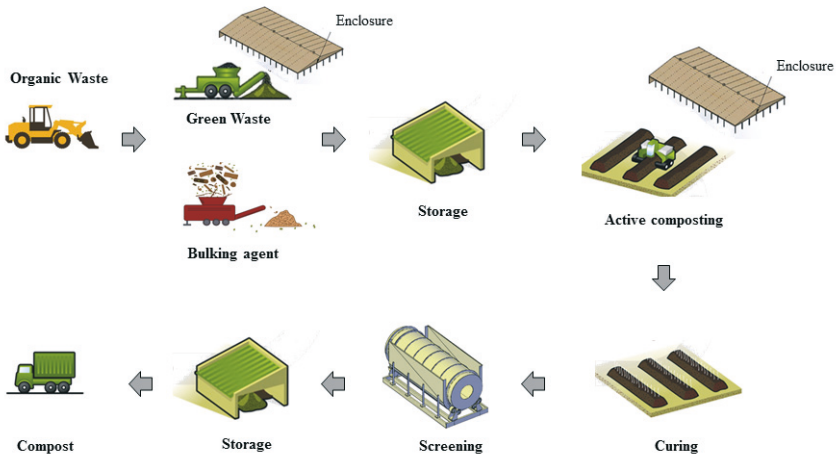 Enclosure
Organic Waste
Green Waste
Bulking agent
Storage
Enclosure
Active composting
Compost
Storage
Screening
Curing